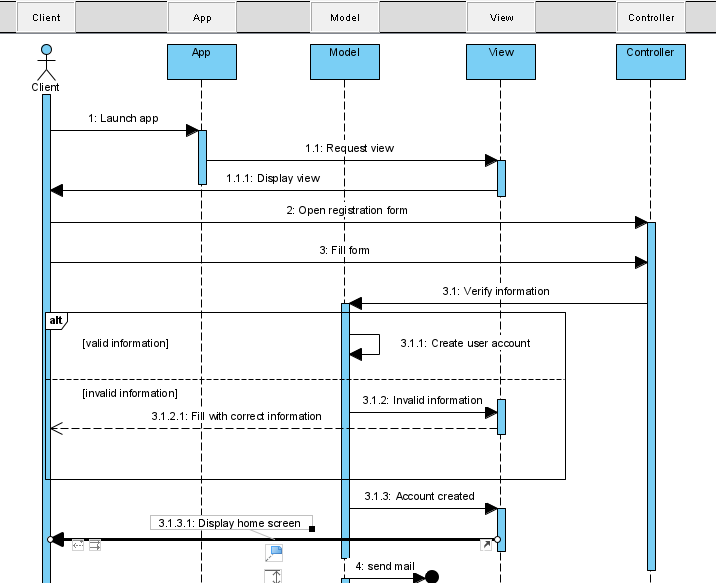 Client
App
Model
View
Controller
App
Model
View
Controller
Client
1: Launch app
1.1: Request view
1.1.1: Display view
2: Open registration form
3: Fill form
3.1: Verify information
alt
[valid information]
3.1.1: Create user account
[invalid information]
3.1.2: Invalid information
3.1.2.1: Fill with correct information
3.1.3: Account created
3.1.3.1: Display home screen
4: send mail